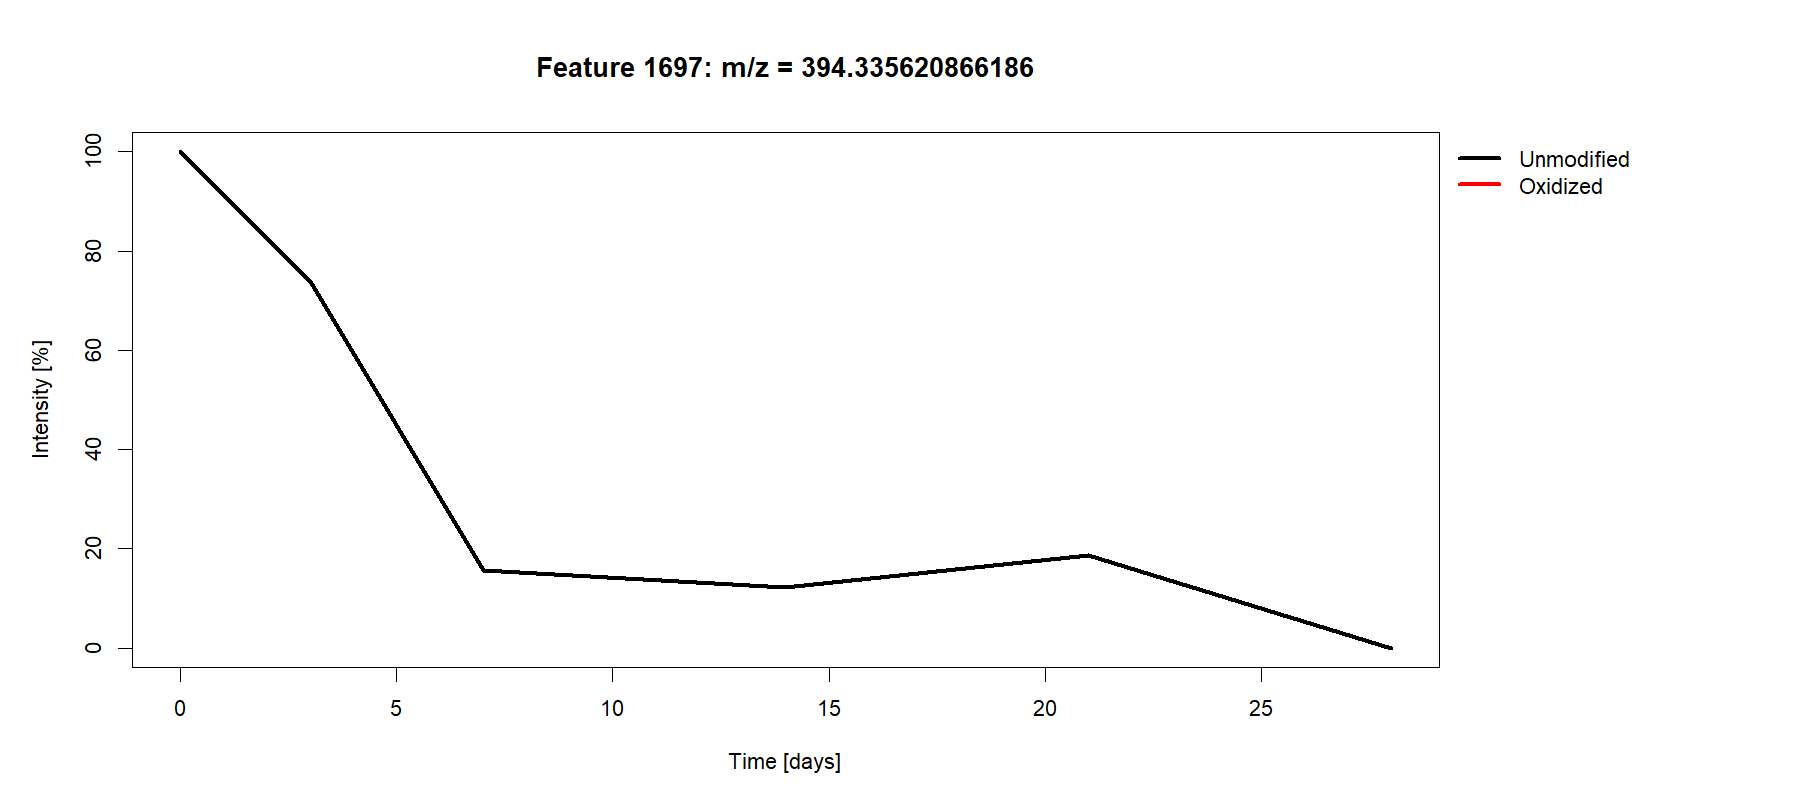 Feature 1697: m/z = 394.335620866186
Unmodified
Oxidized
Intensity [%]
100
80
60
40
20
0
0 5 10 15 20 25
Time [days]